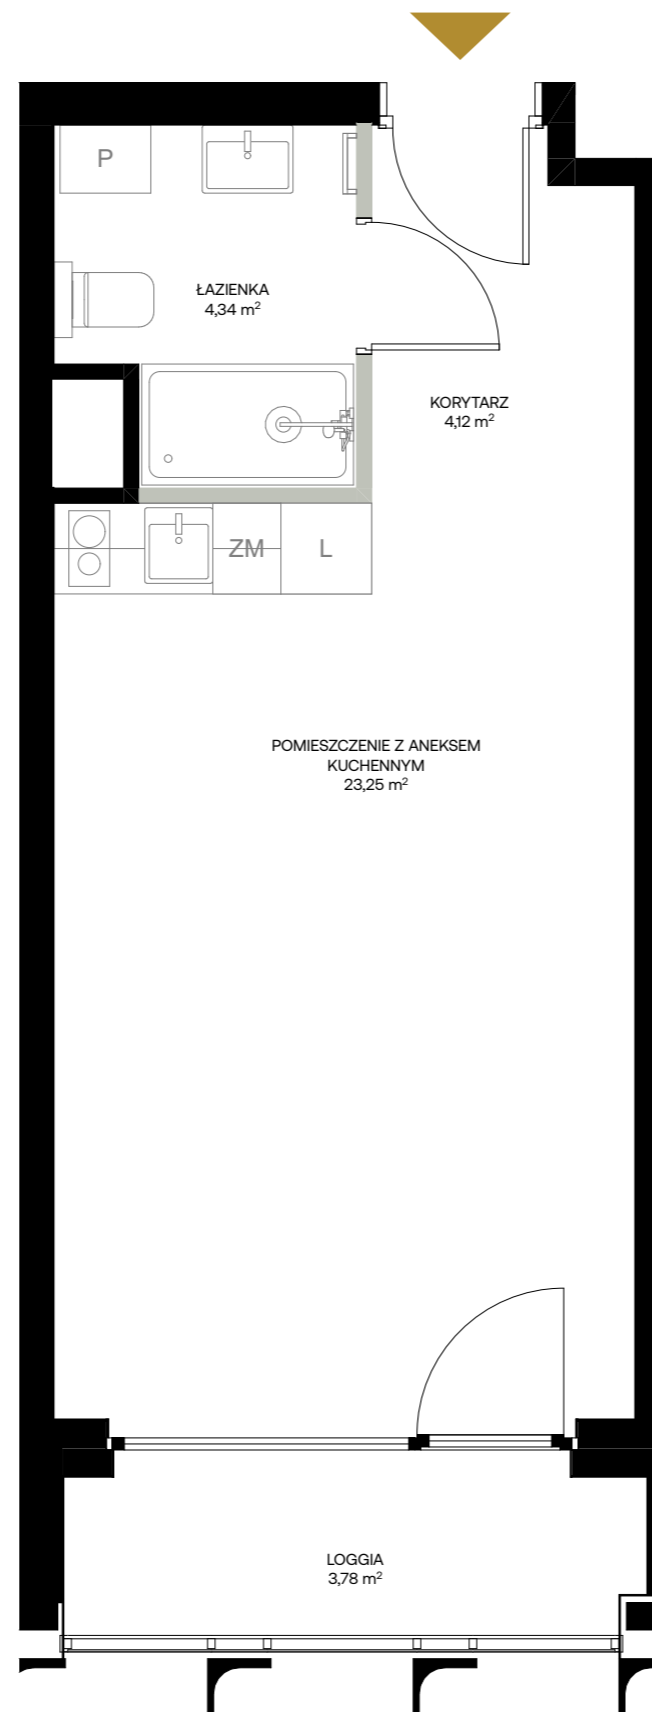 P
ŁAZIENKA
4,34 m²
KORYTARZ
4,12 m²
ZM
L
POMIESZCZENIE Z ANEKSEM
KUCHENNYM
23,25 m²
LOGGIA
3,78 m²